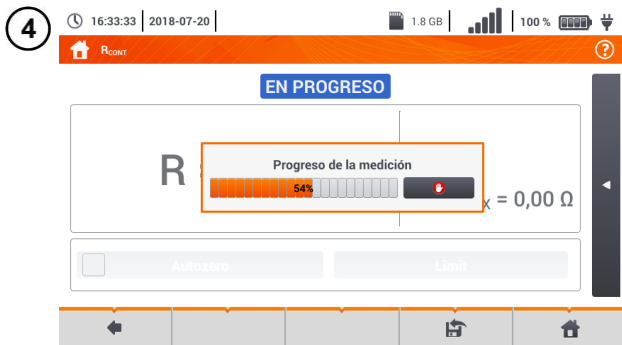 4
16:33:33 2018-07-20 1.8 GB 100 %
RCONT
?
EN PROGRESO
Progreso de la medición
54%
R
x = 0,00 Ω
Autozero Limit